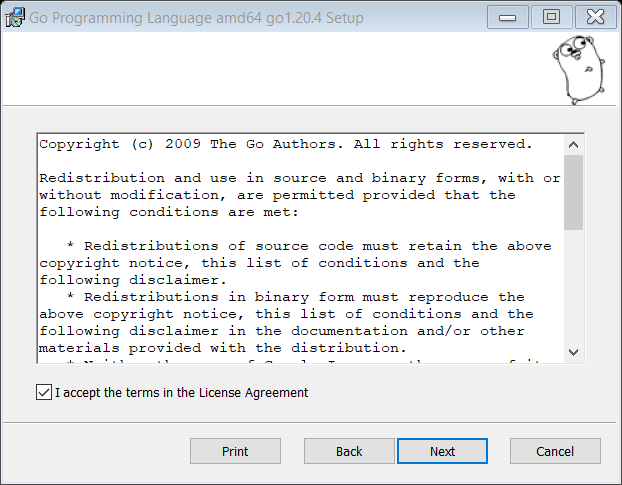 Go Programming Language amd64 go1.20.4 Setup
Copyright (c) 2009 The Go Authors. All rights reserved.
Redistribution and use in source and binary forms, with or
without modification, are permitted provided that the
following conditions are met:
* Redistributions of source code must retain the above
copyright notice, this list of conditions and the
following disclaimer.
* Redistributions in binary form must reproduce the
above copyright notice, this list of conditions and the
following disclaimer in the documentation and/or other
materials provided with the distribution.
I accept the terms in the License Agreement
Print Back Next Cancel